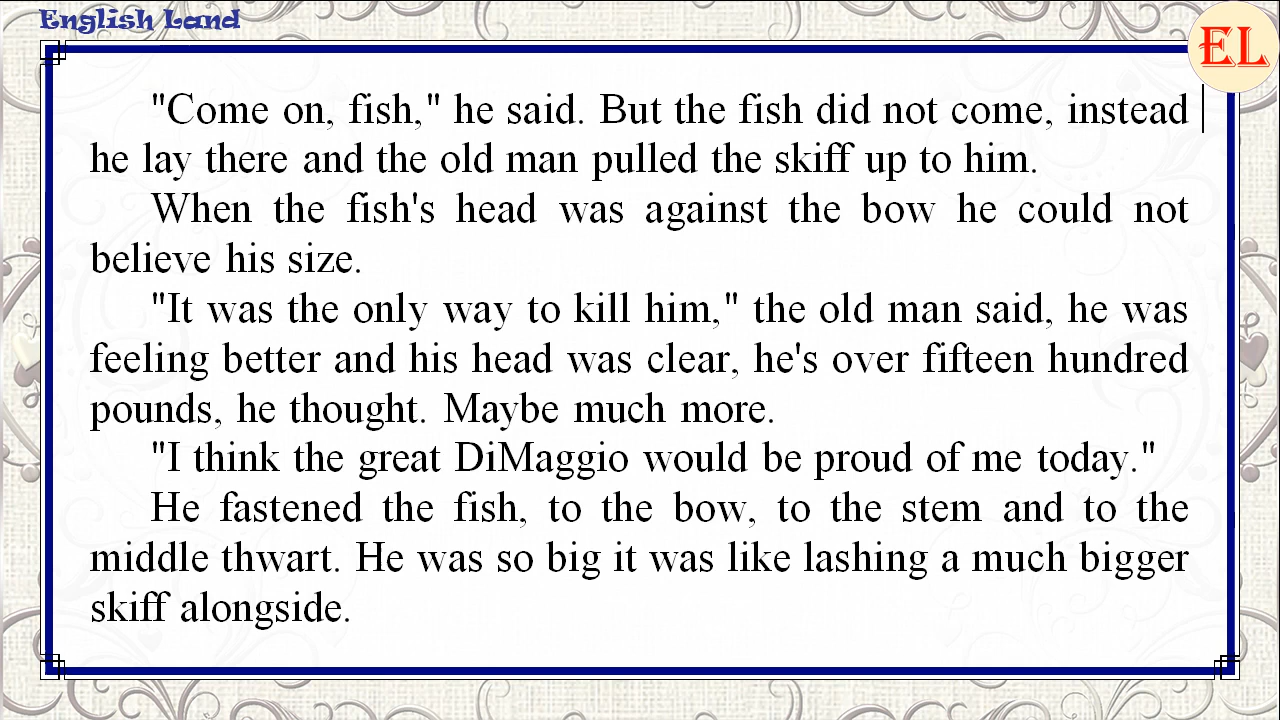 English Land
EL
"Come on, fish," he said. But the fish did not come, instead
he lay there and the old man pulled the skiff up to him.
When the fish's head was against the bow he could not
believe his size.
"It was the only way to kill him," the old man said, he was
feeling better and his head was clear, he's over fifteen hundred
pounds, he thought. Maybe much more.
"I think the great DiMaggio would be proud of me today."
He fastened the fish, to the bow, to the stem and to the
middle thwart. He was so big it was like lashing a much bigger
skiff alongside.